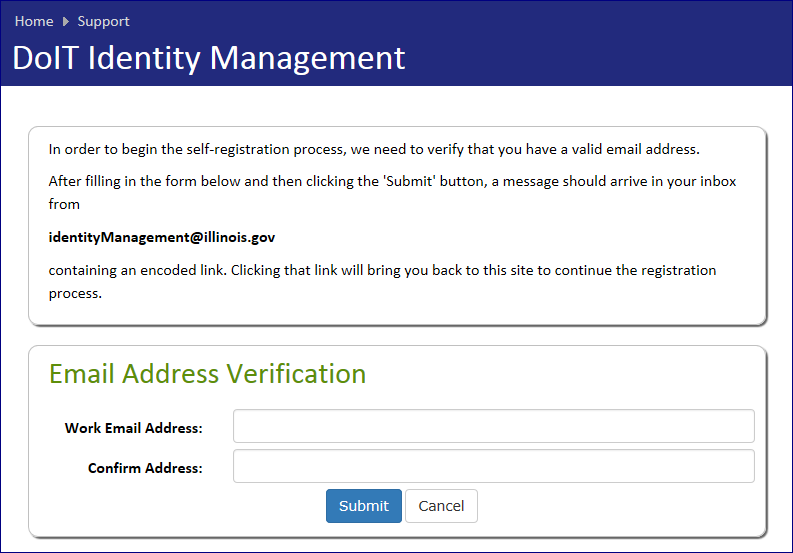 Home Support
DoIT Identity Management
In order to begin the self-registration process, we need to verify that you have a valid email address.
After filling in the form below and then clicking the 'Submit' button, a message should arrive in your inbox
from
identityManagement@illinois.gov
containing an encoded link. Clicking that link will bring you back to this site to continue the registration
process.
Email Address Verification
Work Email Address:
Confirm Address:
Submit Cancel